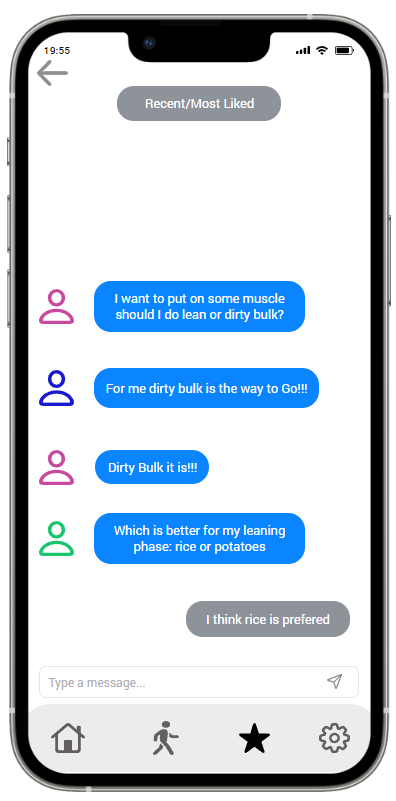 19:55
Recent/Most Liked
I want to put on some muscle
should I do lean or dirty bulk?
For me dirty bulk is the way to Go!!!
Dirty Bulk it is!!!
Which is better for my leaning
phase: rice or potatoes
I think rice is prefered
Type a message...